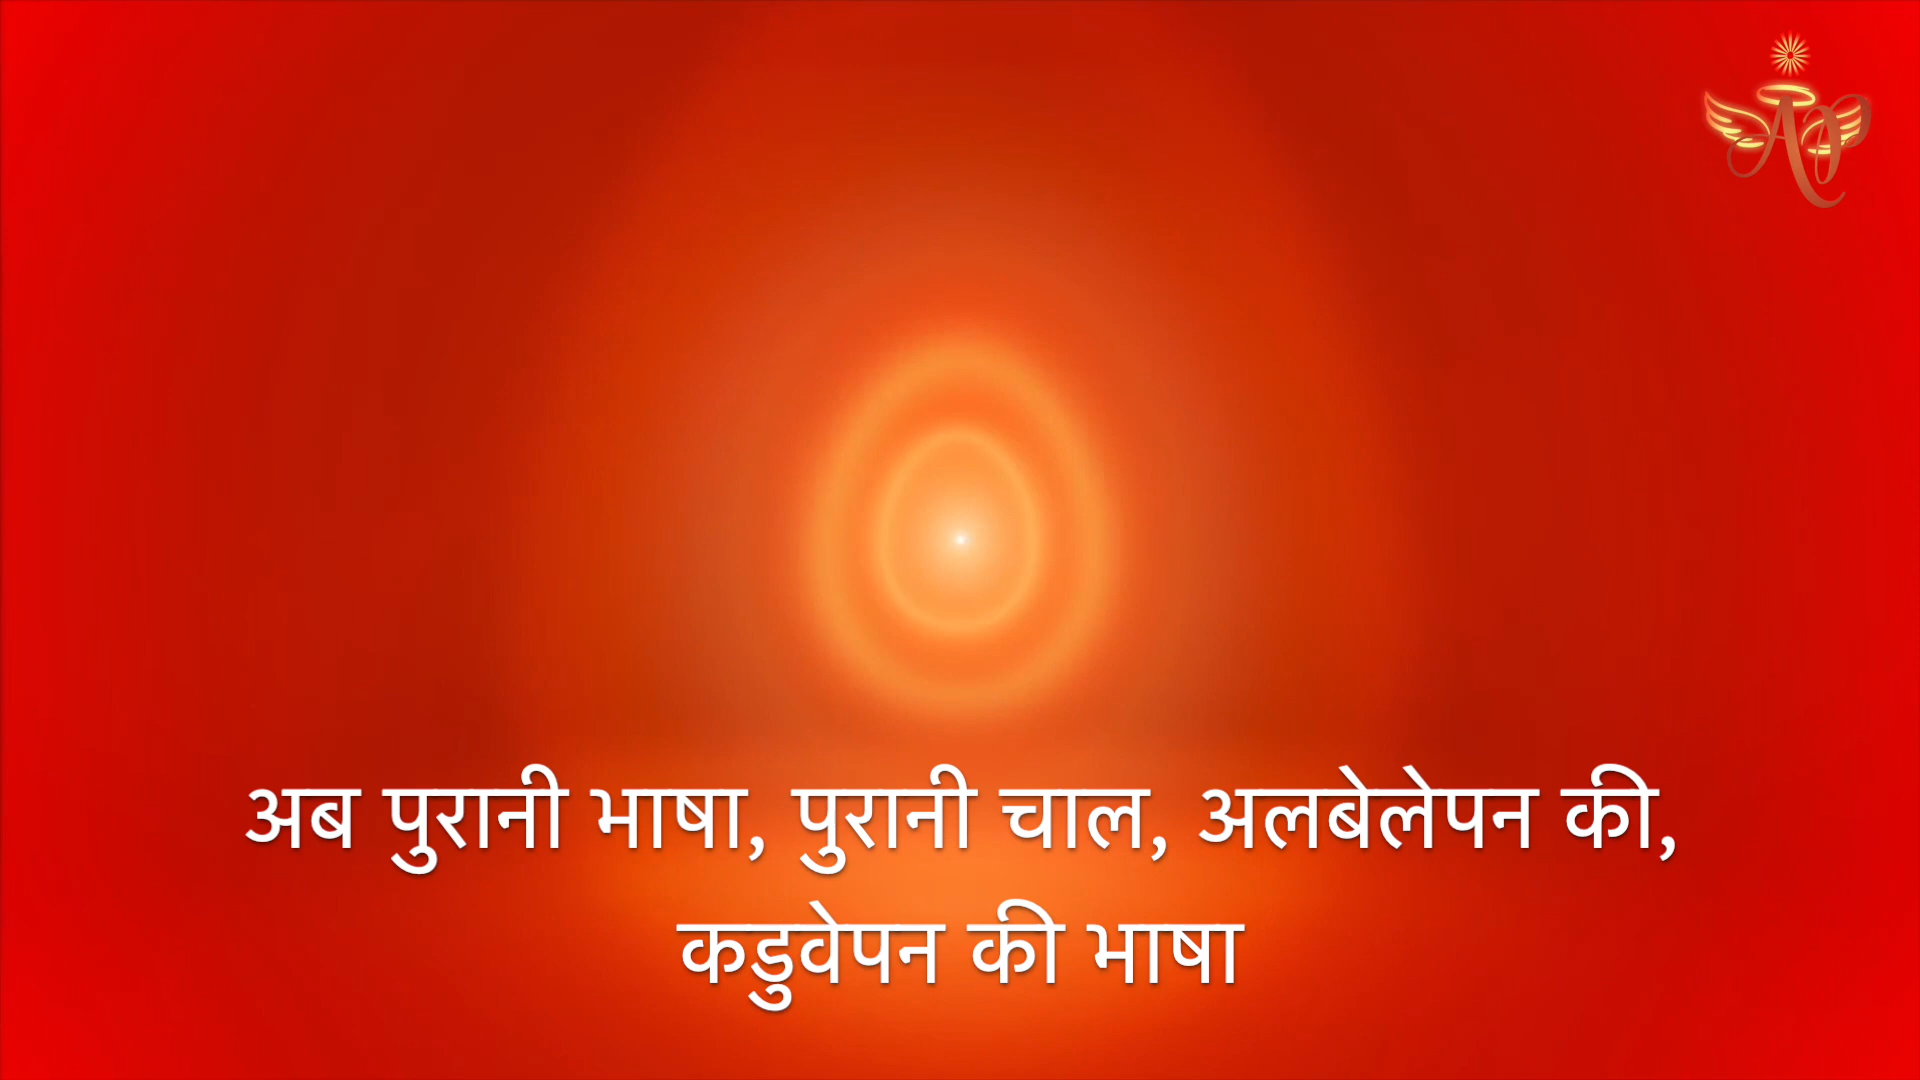 अब पुरानी भाषा, पुरानी चाल, अलबेलेपन की,
कडुवेपन की भाषा